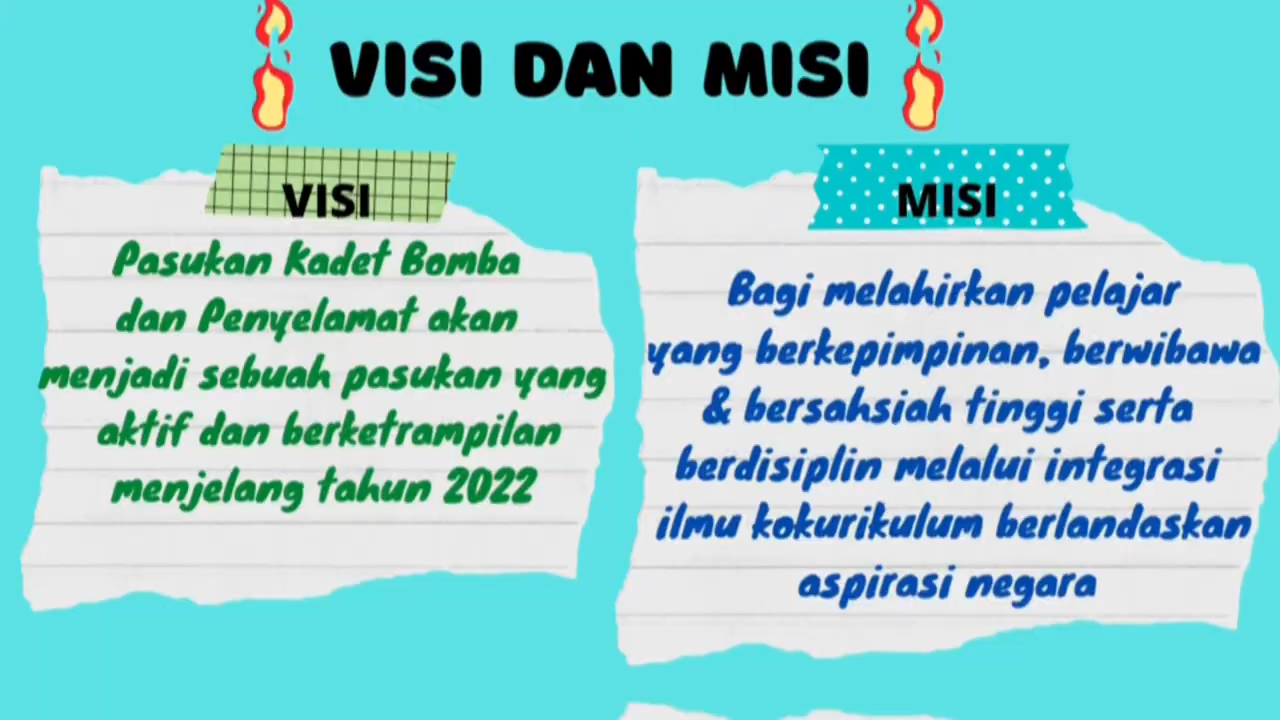 VISI DAN MISI
VISI
Pasukan Kadet Bomba
dan Penyelamat akan
menjadi sebuah pasukan yang
aktif dan berketrampilan
menjelang tahun 2022
MISI
Bagi melahirkan pelajar
yang berkepimpinan, berwibawa
& bersahsiah tinggi serta
berdisiplin melalui integrasi
ilmu kokurikulum berlandaskan
aspirasi negara